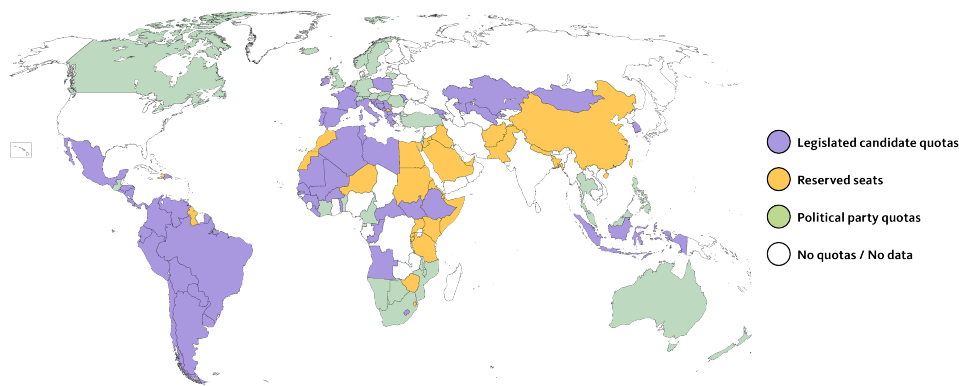 Legislated candidate quotas
Reserved seats
Political party quotas
No quotas / No data